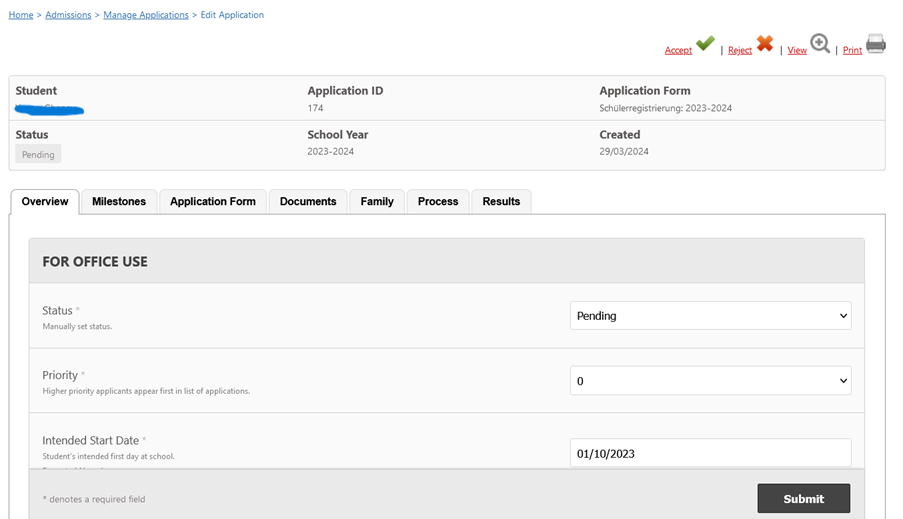 Home > Admissions > Manage Applications > Edit Application
Accept | Reject | View | Print
Student Application ID Application Form
174 Schülerregistrierung: 2023-2024
Status School Year Created
Pending 2023-2024 29/03/2024
Overview Milestones Application Form Documents Family Process Results
FOR OFFICE USE
Status *
Manually set status.
Pending
Priority *
Higher priority applicants appear first in list of applications.
0
Intended Start Date *
Student's intended first day at school.
01/10/2023
* denotes a required field
Submit